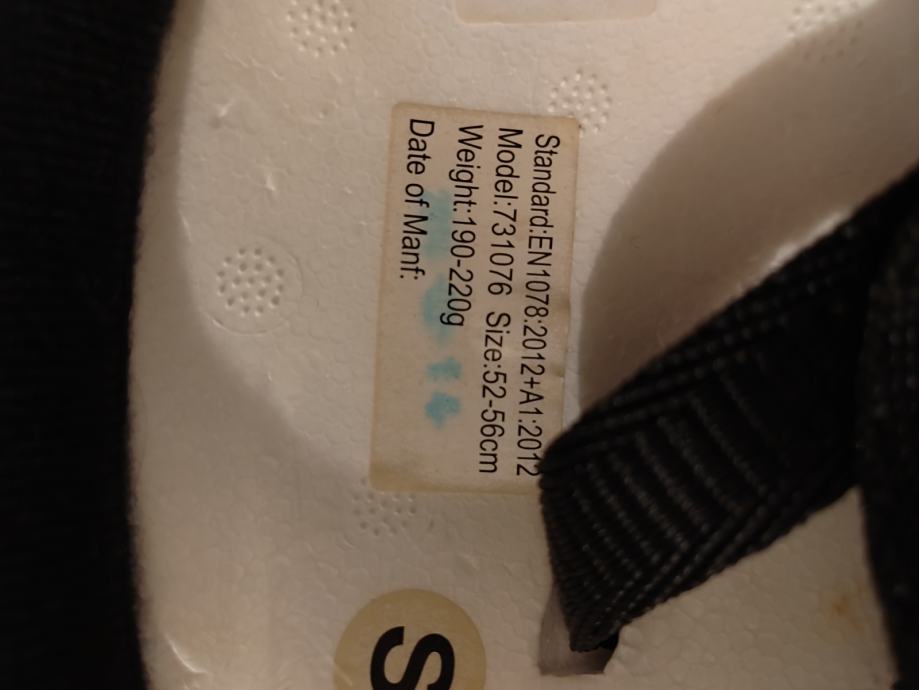 Standard:EN1078:2012+A1:2012
Model:731076 Size:52-56cm
Weight:190-220g
Date of Manf:
S